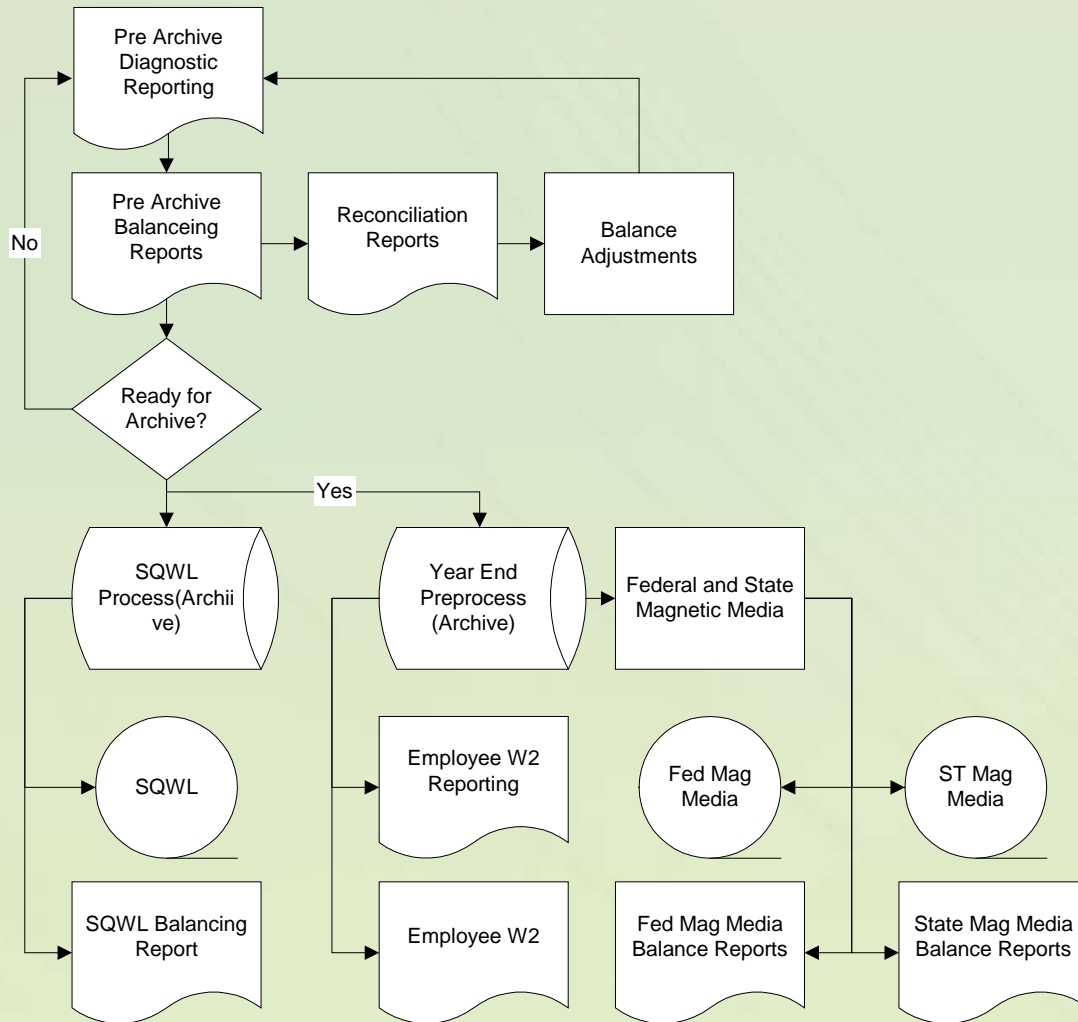 Pre Archive
Diagnostic
Reporting
Pre Archive
Balanceing
Reports
Reconciliation
Reports
Balance
Adjustments
No
Ready for
Archive?
Yes
SQWL
Process(Archii
ve)
Year End
Preprocess
(Archive)
Federal and State
Magnetic Media
SQWL
Employee W2
Reporting
Fed Mag
Media
ST Mag
Media
SQWL Balancing
Report
Employee W2
Fed Mag Media
Balance Reports
State Mag Media
Balance Reports